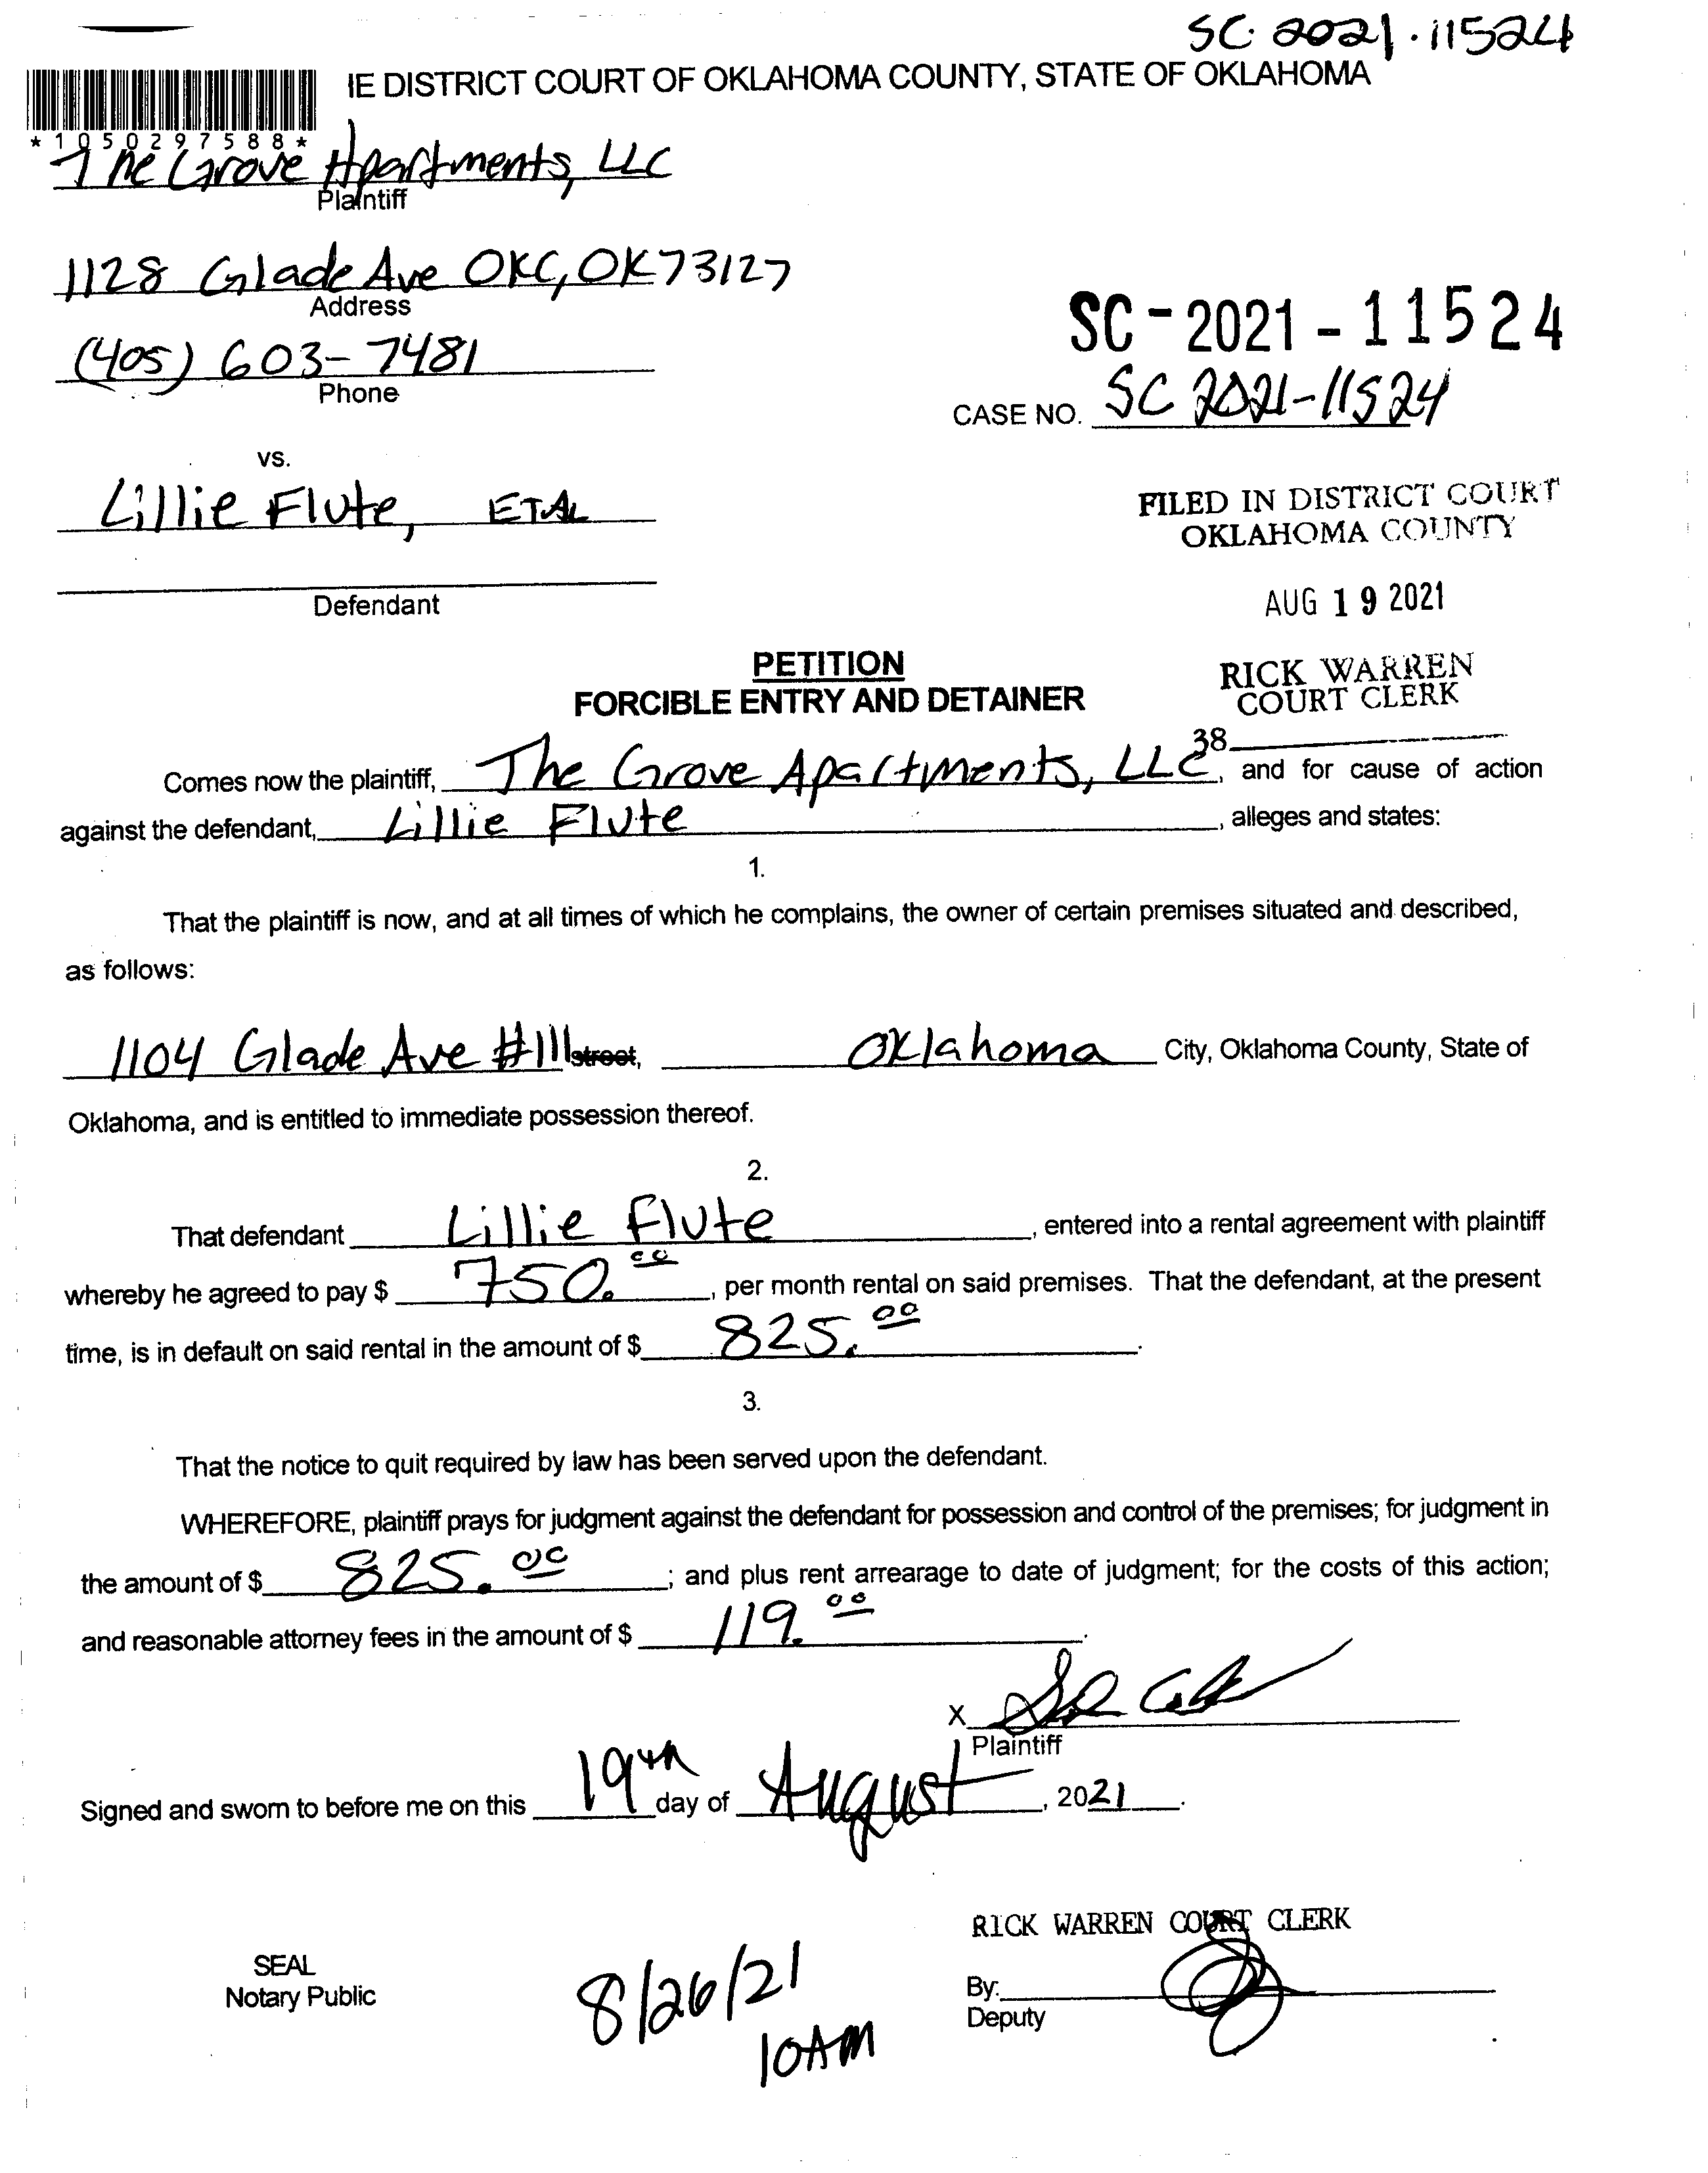 SC 2021-11524
IE DISTRICT COURT OF OKLAHOMA COUNTY, STATE OF OKLAHOMA
*1050297588*
The Grove Apartments, LLC
Plaintiff
1128 Glade Ave OKC, OK 73127
Address
(405) 603-7481
Phone
SC-2021-11524
CASE NO. SC 2021-11524
vs.
Lillie Flute, ETAL
Defendant
FILED IN DISTRICT COURT
OKLAHOMA COUNTY
AUG 19 2021
RICK WARREN
COURT CLERK
38
PETITION
FORCIBLE ENTRY AND DETAINER
Comes now the plaintiff, The Grove Apartments, LLC, and for cause of action
against the defendant, Lillie Flute, alleges and states:
1.
That the plaintiff is now, and at all times of which he complains, the owner of certain premises situated and described,
as follows:
1104 Glade Ave #111 street, Oklahoma City, Oklahoma County, State of
Oklahoma, and is entitled to immediate possession thereof.
2.
That defendant Lillie Flute, entered into a rental agreement with plaintiff
whereby he agreed to pay $ 750.00, per month rental on said premises. That the defendant, at the present
time, is in default on said rental in the amount of $ 825.00.
3.
That the notice to quit required by law has been served upon the defendant.
WHEREFORE, plaintiff prays for judgment against the defendant for possession and control of the premises; for judgment in
the amount of $ 825.00; and plus rent arrearage to date of judgment; for the costs of this action;
and reasonable attorney fees in the amount of $ 119.00.
X
Plaintiff
Signed and sworn to before me on this 19th day of August, 2021.
RICK WARREN COURT CLERK
SEAL
Notary Public
8/26/21
10AM
By:
Deputy